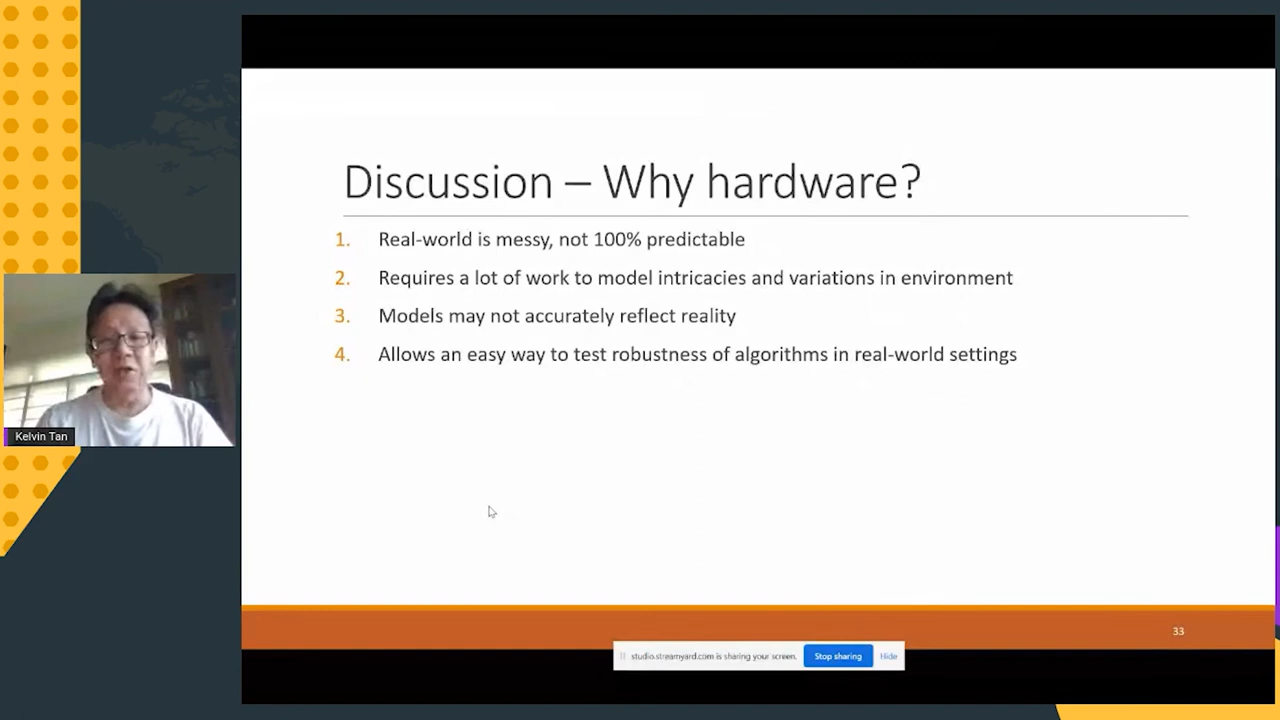 Discussion – Why hardware?
1. Real-world is messy, not 100% predictable
2. Requires a lot of work to model intricacies and variations in environment
3. Models may not accurately reflect reality
4. Allows an easy way to test robustness of algorithms in real-world settings
Kelvin Tan
33
studio.streamyard.com is sharing your screen. Stop sharing Hide